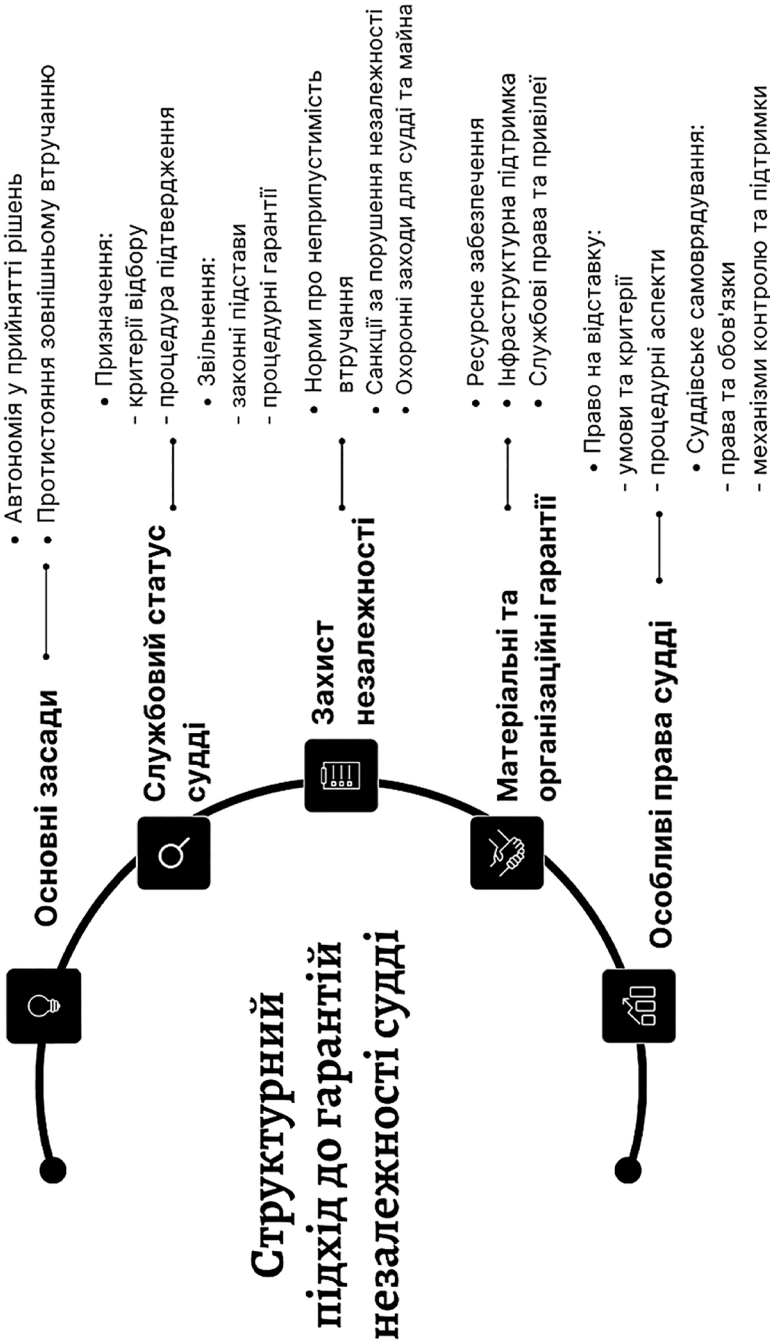 Структурний
підхід до гарантій
незалежності судді
Основні засади
• Автономія у прийнятті рішень
• Протистояння зовнішньому втручанню
Службовий статус
судді
• Призначення:
- критерії відбору
- процедура підтвердження
• Звільнення:
- законні підстави
- процедурні гарантії
Захист
незалежності
• Норми про неприпустимість
втручання
• Санкції за порушення незалежності
• Охоронні заходи для судді та майна
Матеріальні та
організаційні гарантії
• Ресурсне забезпечення
• Інфраструктурна підтримка
• Службові права та привілеї
Особливі права судді
• Право на відставку:
- умови та критерії
- процедурні аспекти
• Суддівське самоврядування:
- права та обов'язки
- механізми контролю та підтримки